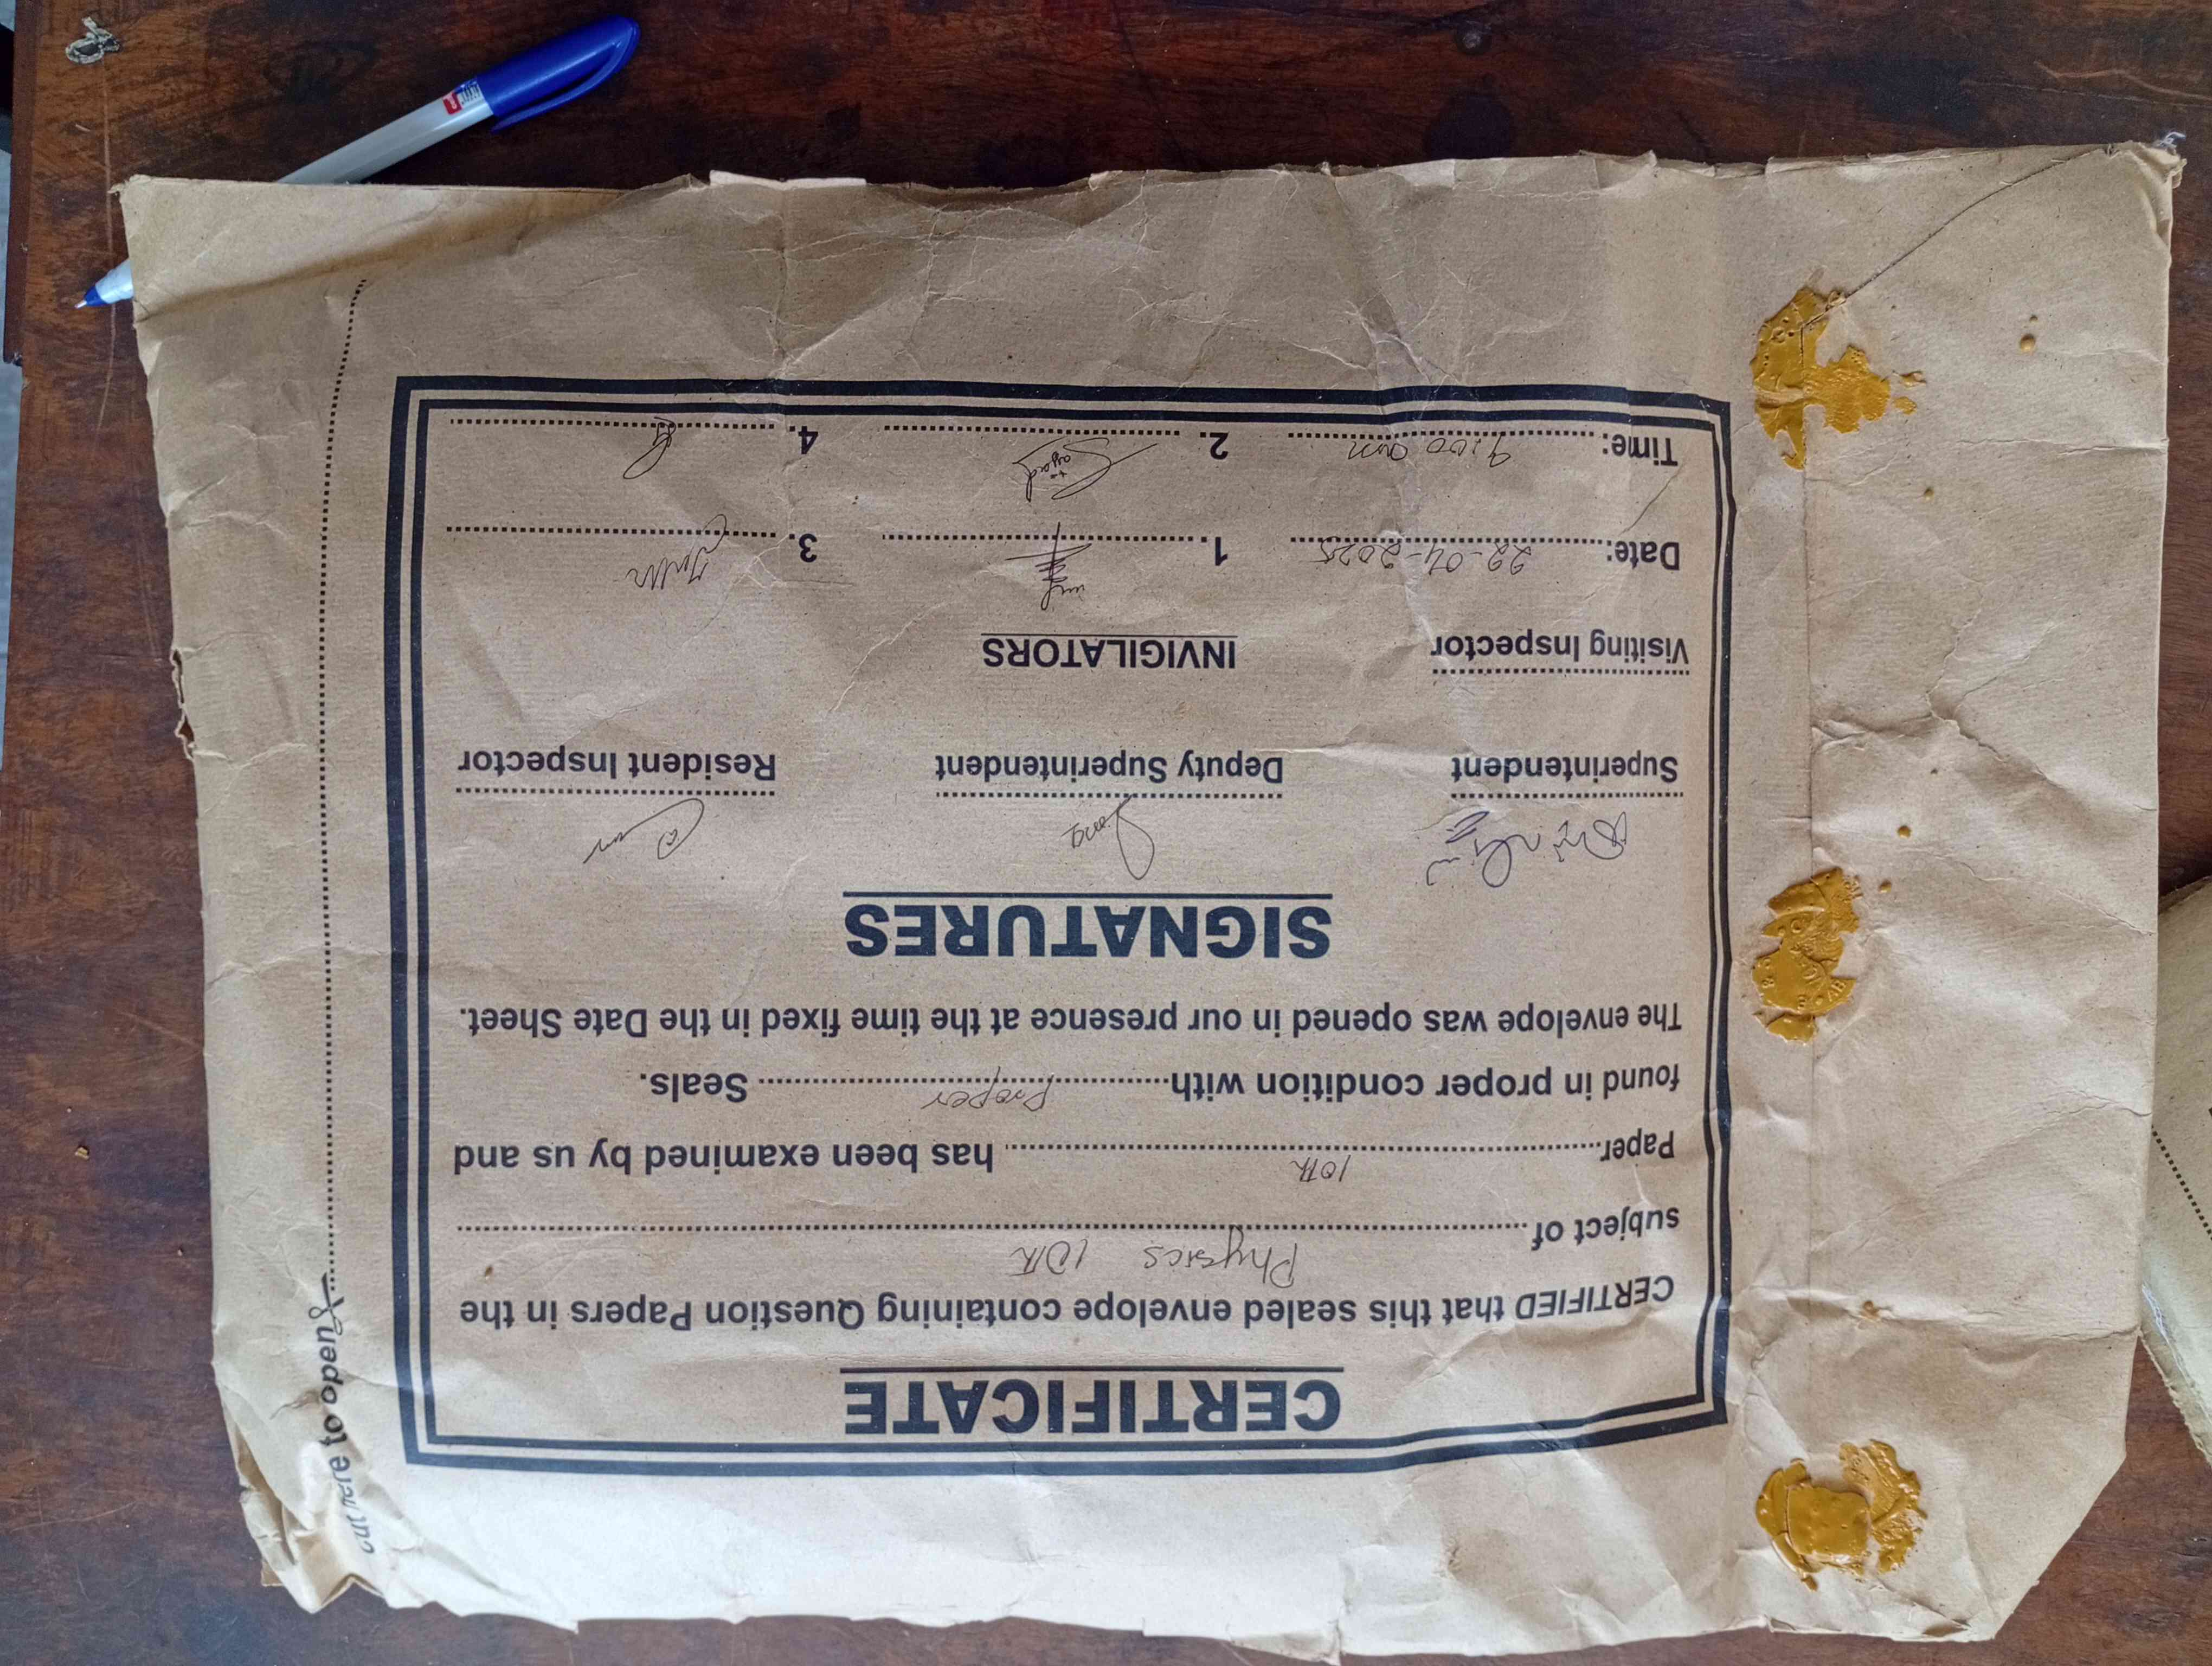 CERTIFICATE
CERTIFIED that this sealed envelope containing Question Papers in the
Physics 10th
subject of
10th
Paper has been examined by us and
found in proper condition with proper Seals.
The envelope was opened in our presence at the time fixed in the Date Sheet.
SIGNATURES
Superintendent Deputy Superintendent Resident Inspector
Visiting Inspector INVIGILATORS
Date: 22-04-2025 1. 3.
Time: 9:00 am 2. 4.
cut here to open